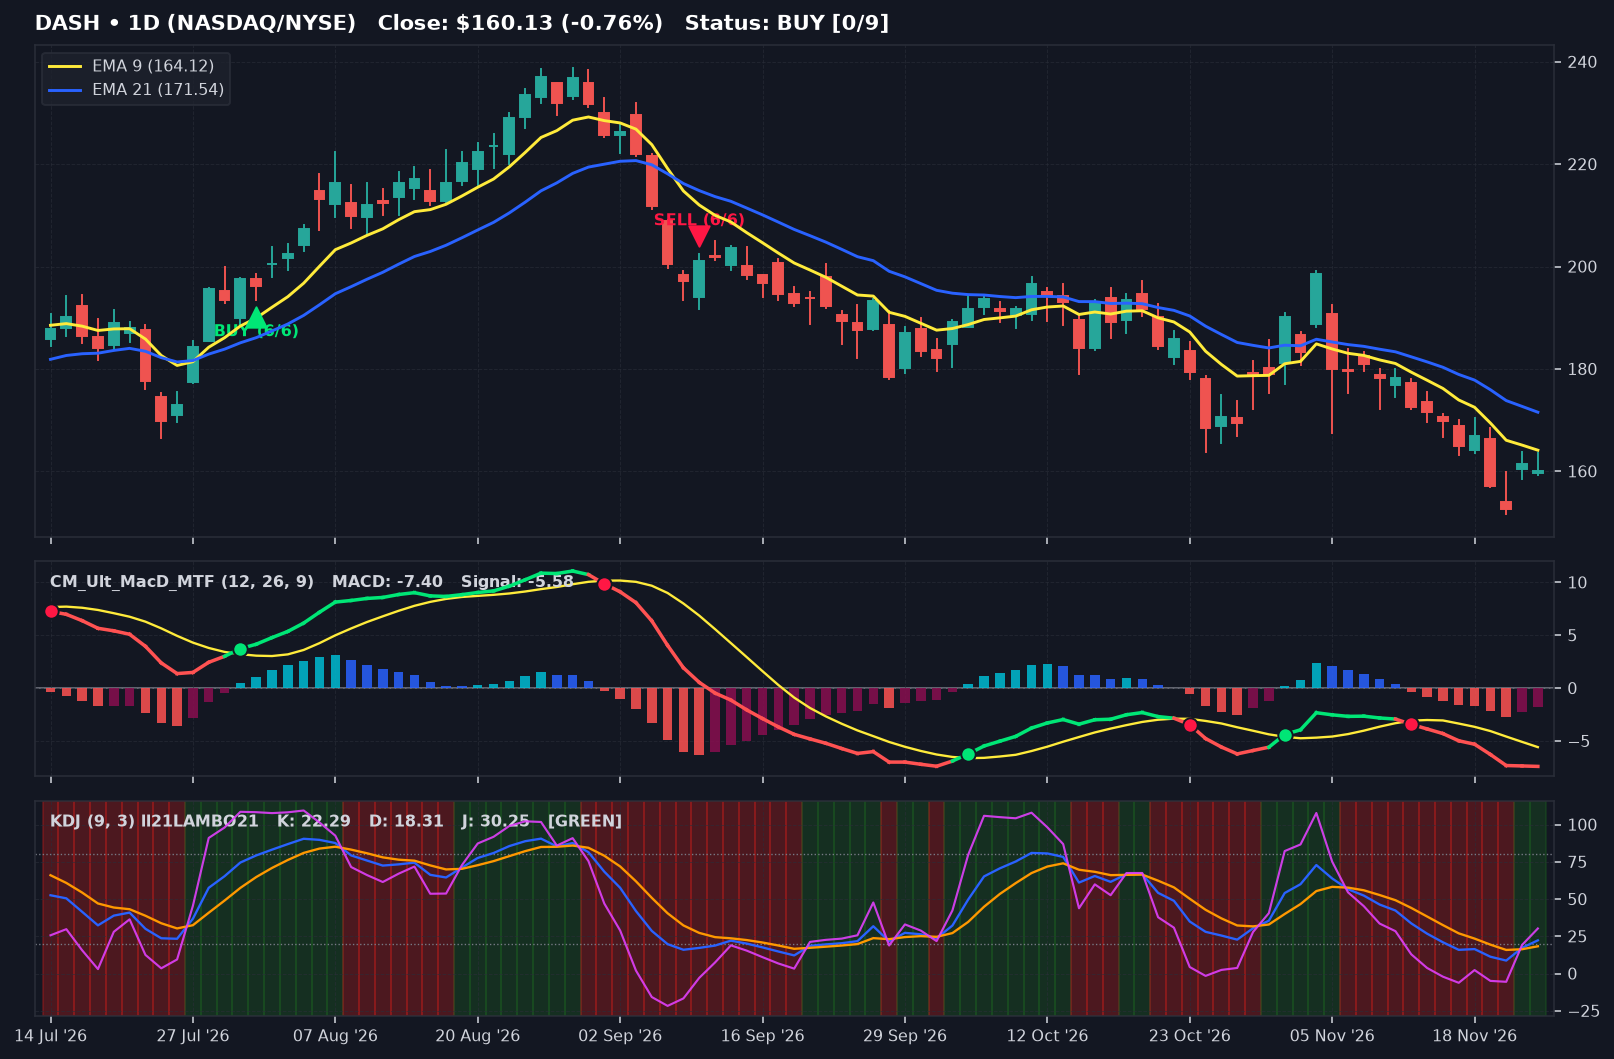 DASH • 1D (NASDAQ/NYSE)   Close: $160.13 (-0.76%)   Status: BUY [0/9]
EMA 9 (164.12)
EMA 21 (171.54)
240
220
200
180
160
SELL (6/6)
BUY (6/6)
CM_Ult_MacD_MTF (12, 26, 9)   MACD: -7.40   Signal: -5.58
10
5
0
−5
KDJ (9, 3) II21LAMBO21   K: 22.29   D: 18.31   J: 30.25   [GREEN]
100
75
50
25
0
−25
14 Jul '26
27 Jul '26
07 Aug '26
20 Aug '26
02 Sep '26
16 Sep '26
29 Sep '26
12 Oct '26
23 Oct '26
05 Nov '26
18 Nov '26